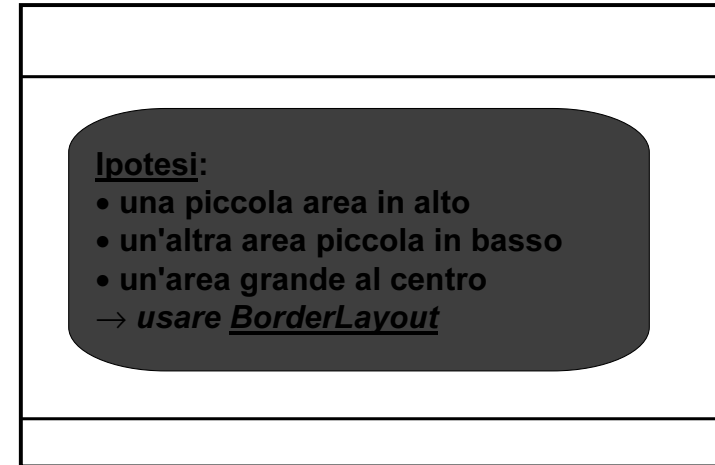 Ipotesi:
• una piccola area in alto
• un'altra area piccola in basso
• un'area grande al centro
→ usare BorderLayout